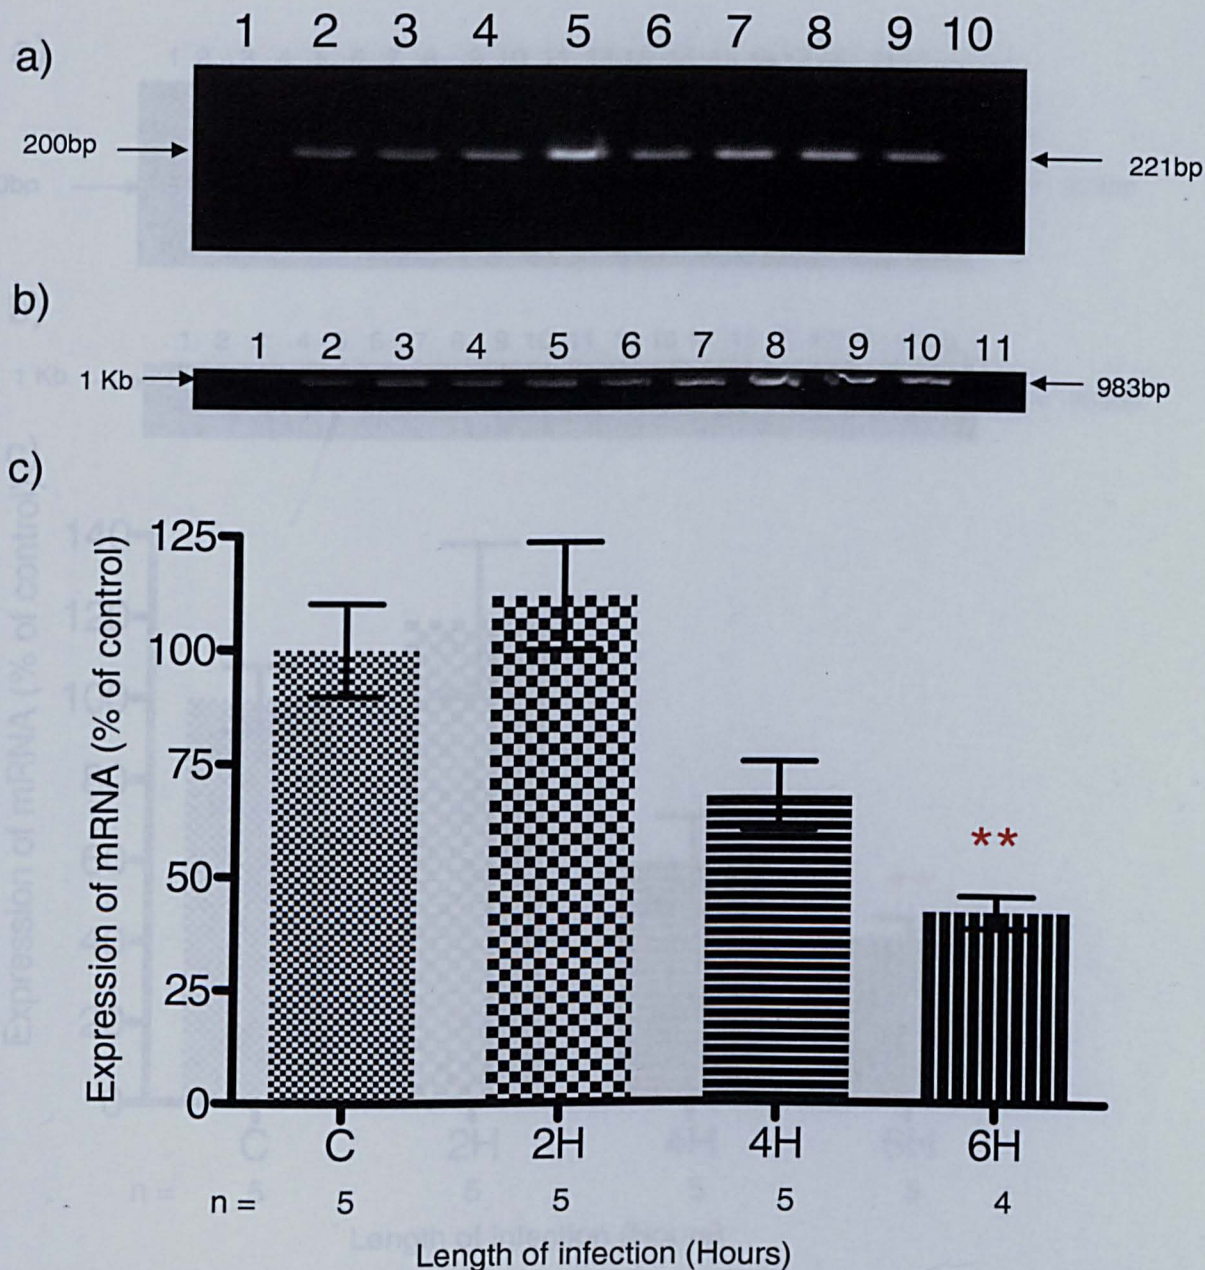 1 2 3 4 5 6 7 8 9 10
a)
200bp
221bp
b)
1 2 3 4 5 6 7 8 9 10 11
1 Kb
983bp
c)
Expression of mRNA (% of control)
125
100
75
50
25
0
**
C 2H 4H 6H
n = 5 5 5 4
Length of infection (Hours)